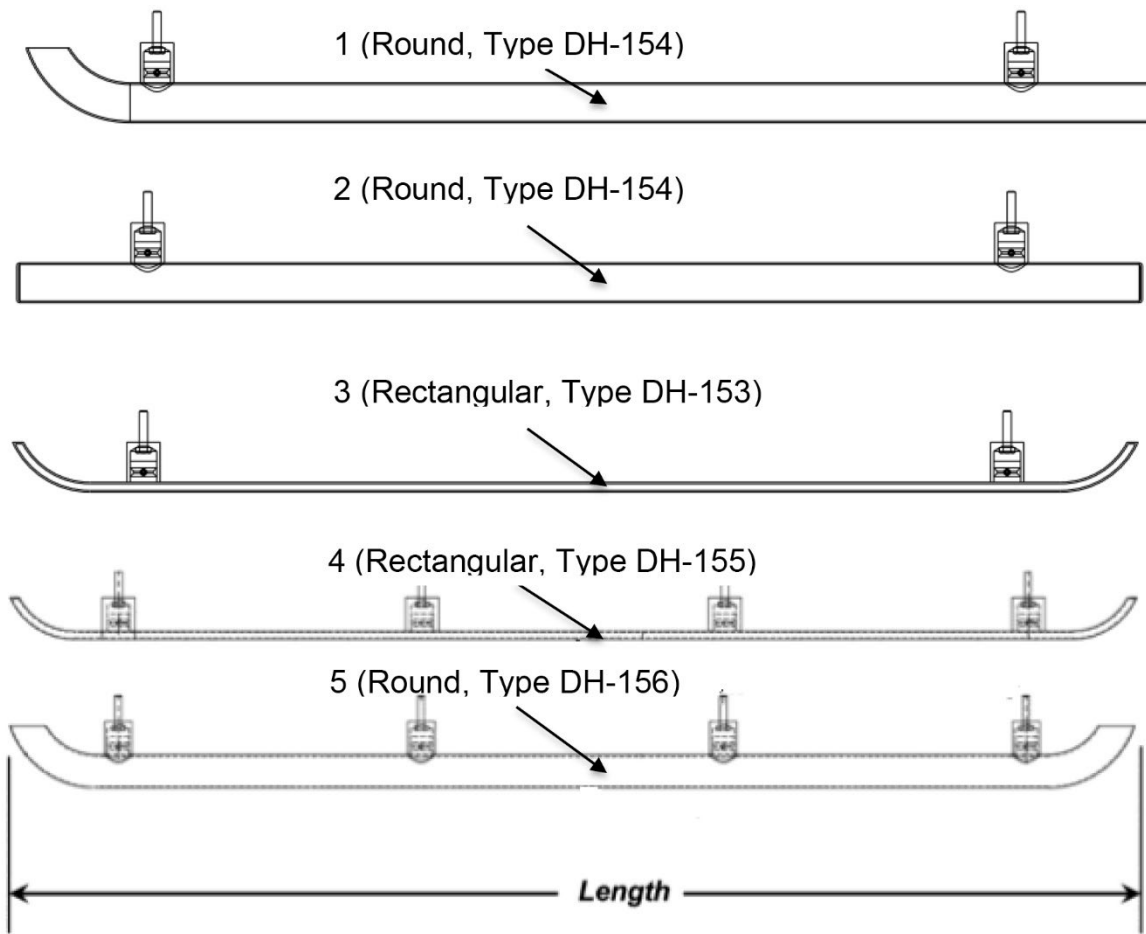 1 (Round, Type DH-154)
2 (Round, Type DH-154)
3 (Rectangular, Type DH-153)
4 (Rectangular, Type DH-155)
5 (Round, Type DH-156)
Length